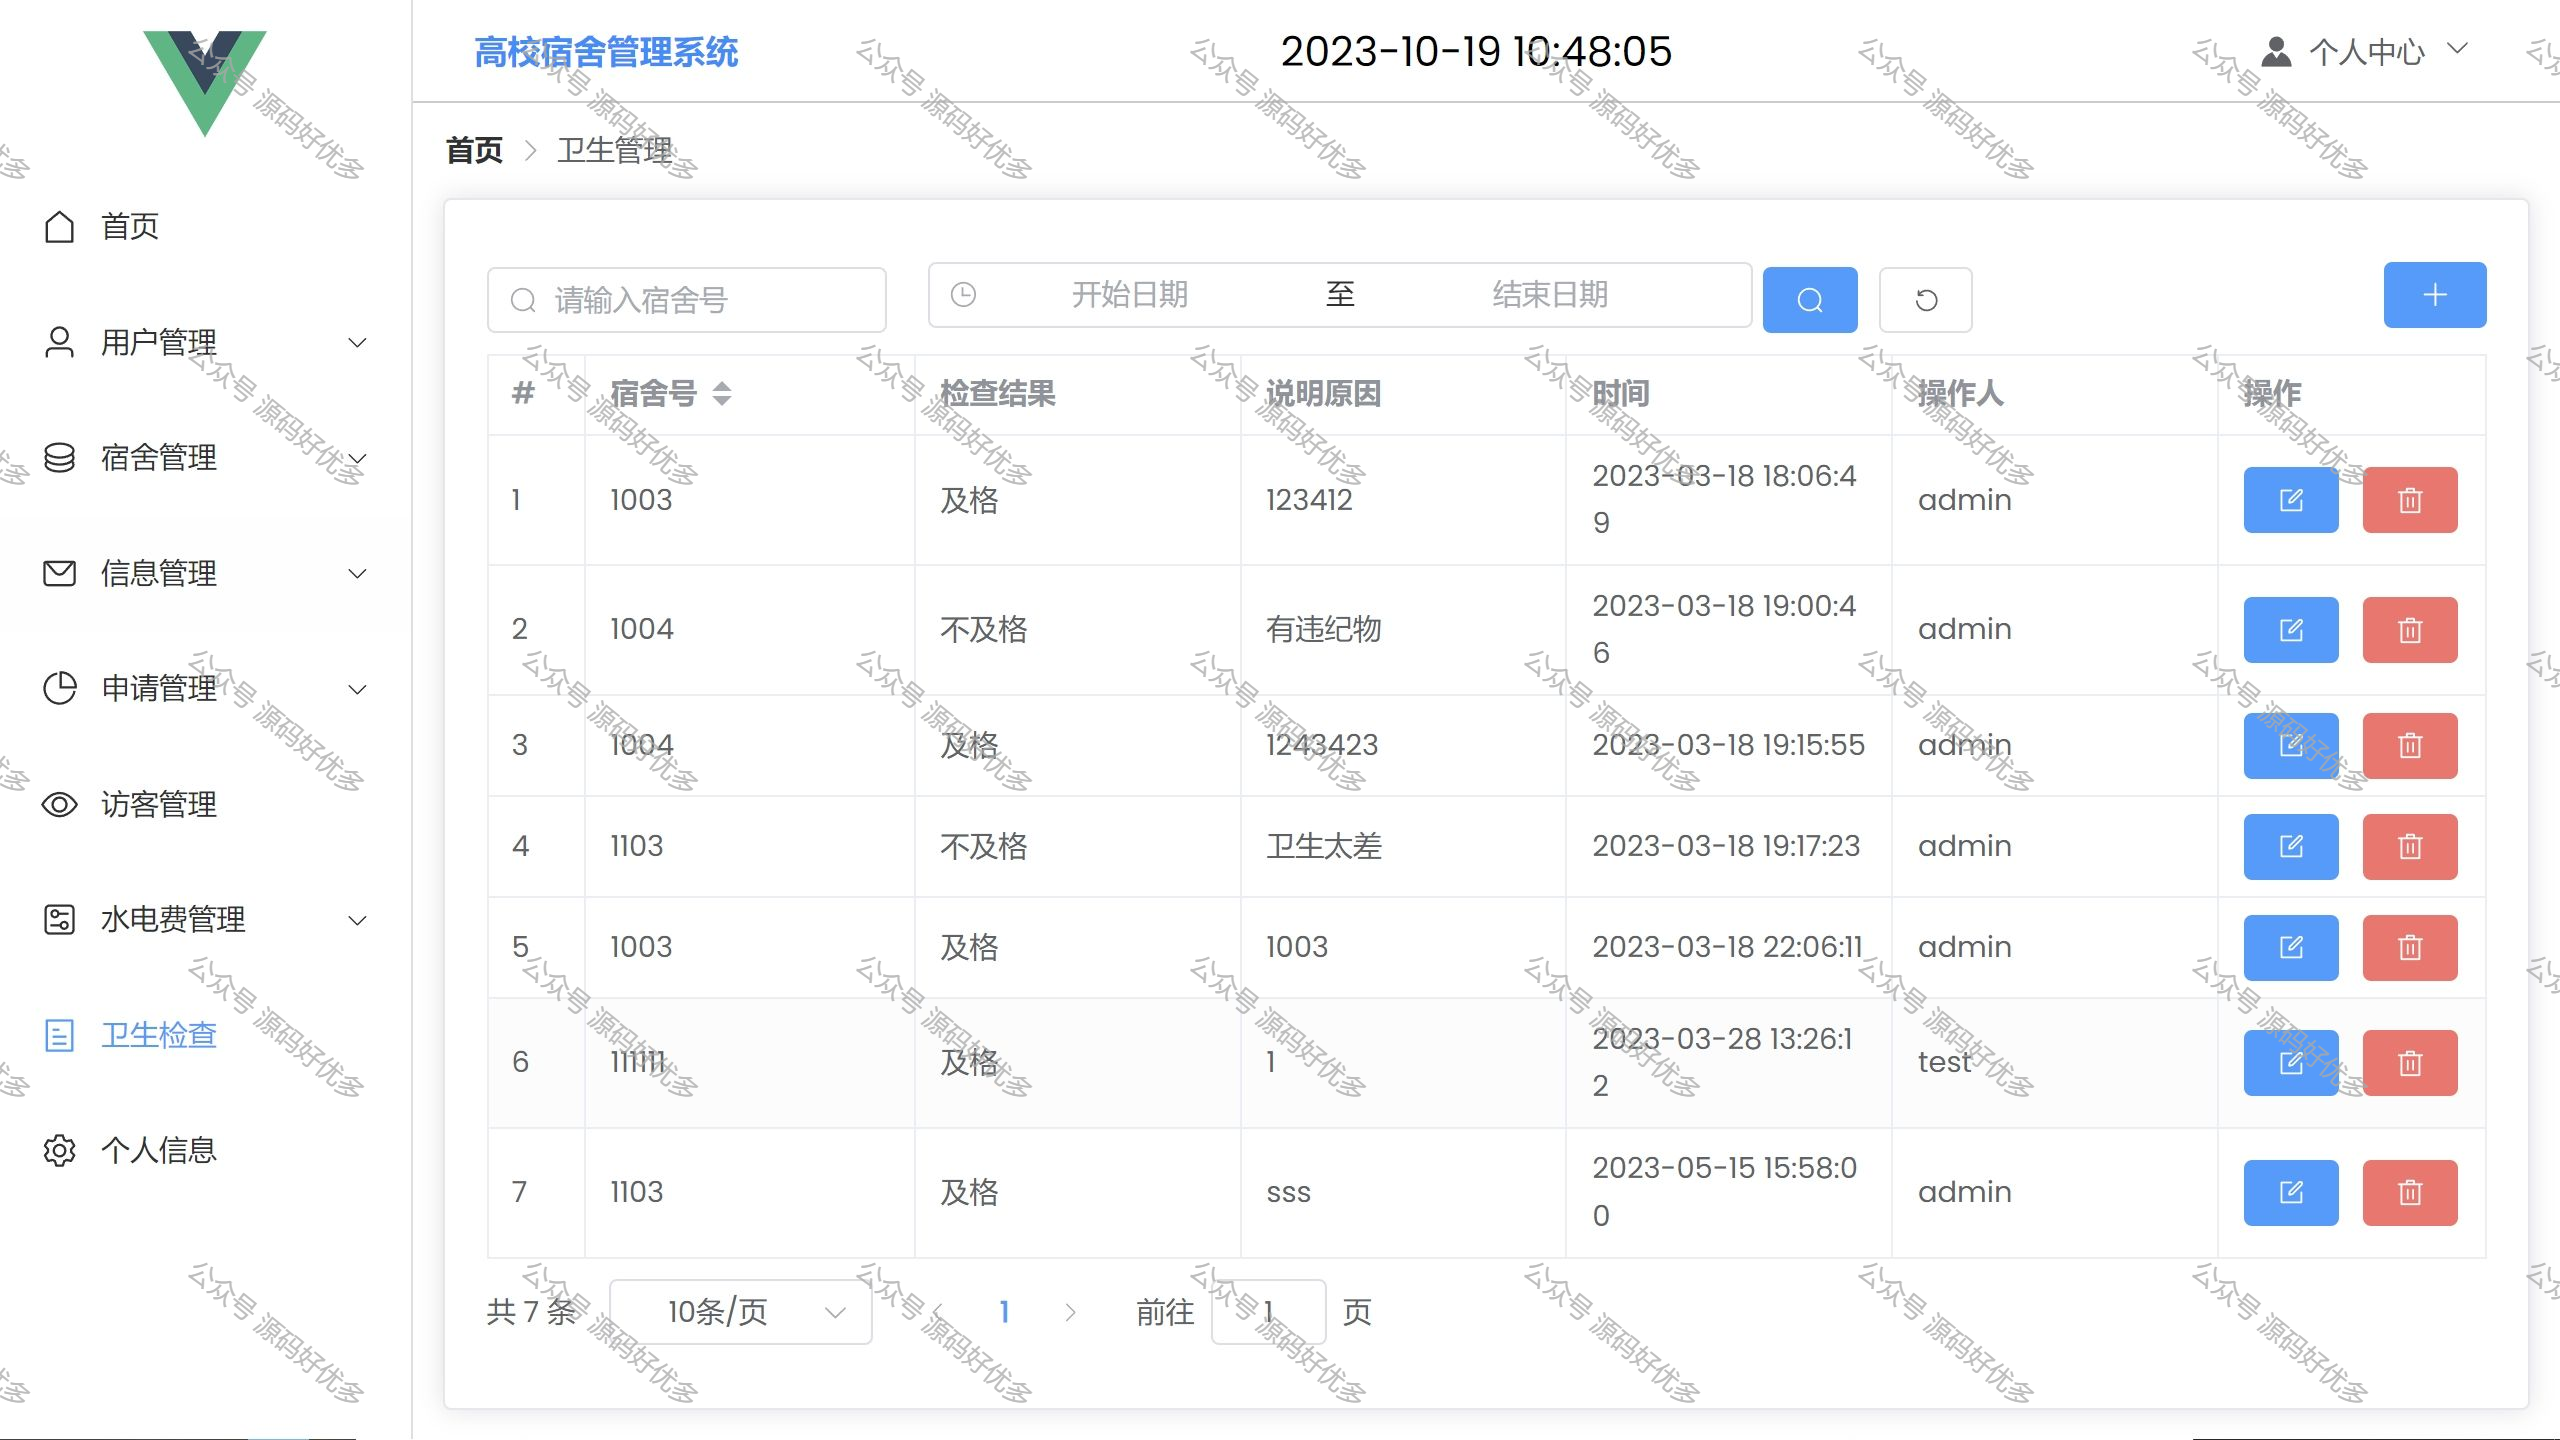 高校宿舍管理系统
2023-10-19 10:48:05
个人中心
首页 > 卫生管理
首页
用户管理
宿舍管理
信息管理
申请管理
访客管理
水电费管理
卫生检查
个人信息
请输入宿舍号
开始日期 至 结束日期
# 宿舍号 检查结果 说明原因 时间 操作人 操作
1 1003 及格 123412 2023-03-18 18:06:49 admin
2 1004 不及格 有违纪物 2023-03-18 19:00:46 admin
3 1004 及格 1243423 2023-03-18 19:15:55 admin
4 1103 不及格 卫生太差 2023-03-18 19:17:23 admin
5 1003 及格 1003 2023-03-18 22:06:11 admin
6 111111 及格 1 2023-03-28 13:26:12 test
7 1103 及格 sss 2023-05-15 15:58:00 admin
共 7 条 10条/页 1 前往 1 页
公众号 源码好优多